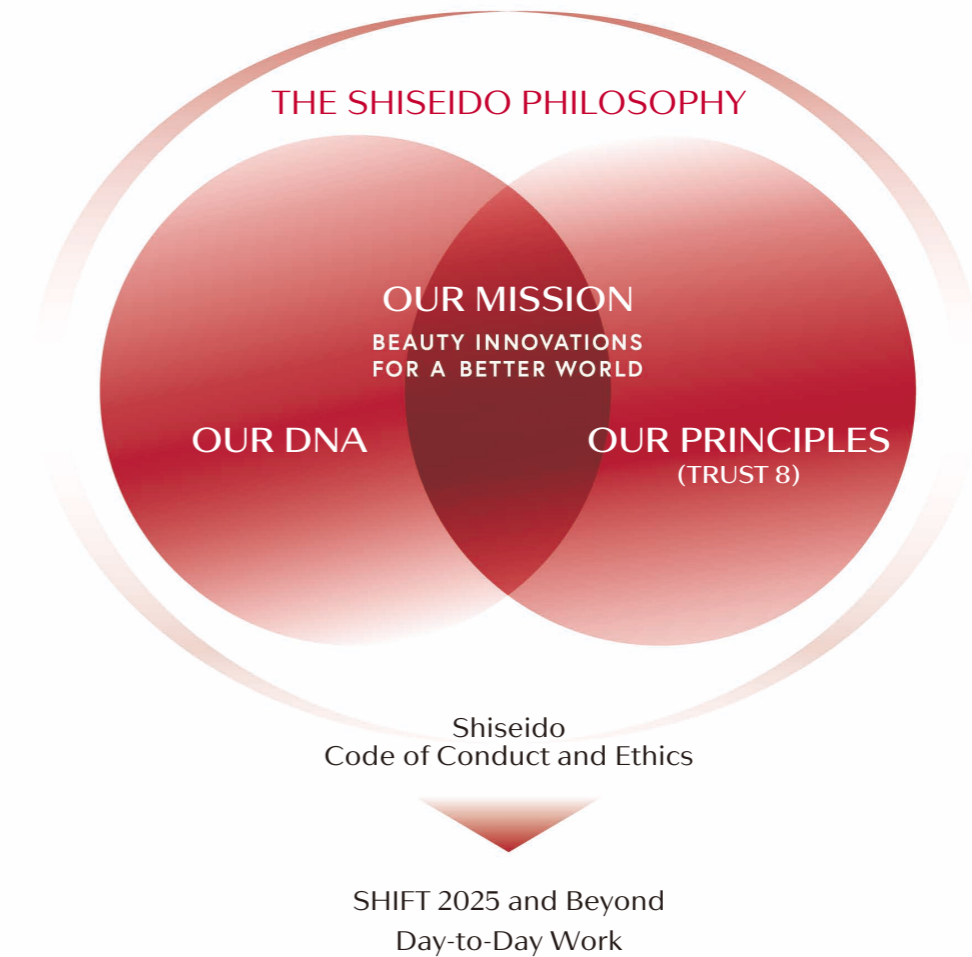 THE SHISEIDO PHILOSOPHY
OUR MISSION
BEAUTY INNOVATIONS
FOR A BETTER WORLD
OUR DNA
OUR PRINCIPLES
(TRUST 8)
Shiseido
Code of Conduct and Ethics
SHIFT 2025 and Beyond
Day-to-Day Work